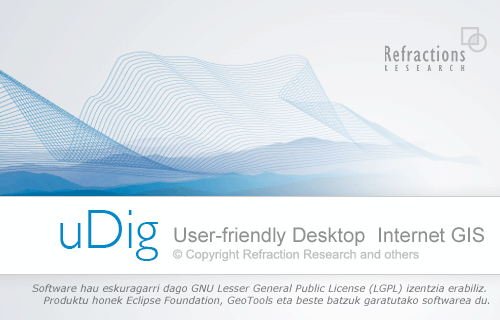 Refractions
RESEARCH
uDig
User-friendly Desktop Internet GIS
© Copyright Refraction Research and others
Software hau eskuragarri dago GNU Lesser General Public License (LGPL) izentzia erabiliz.
Produktu honek Eclipse Foundation, GeoTools eta beste batzuk garatutako softwarea du.